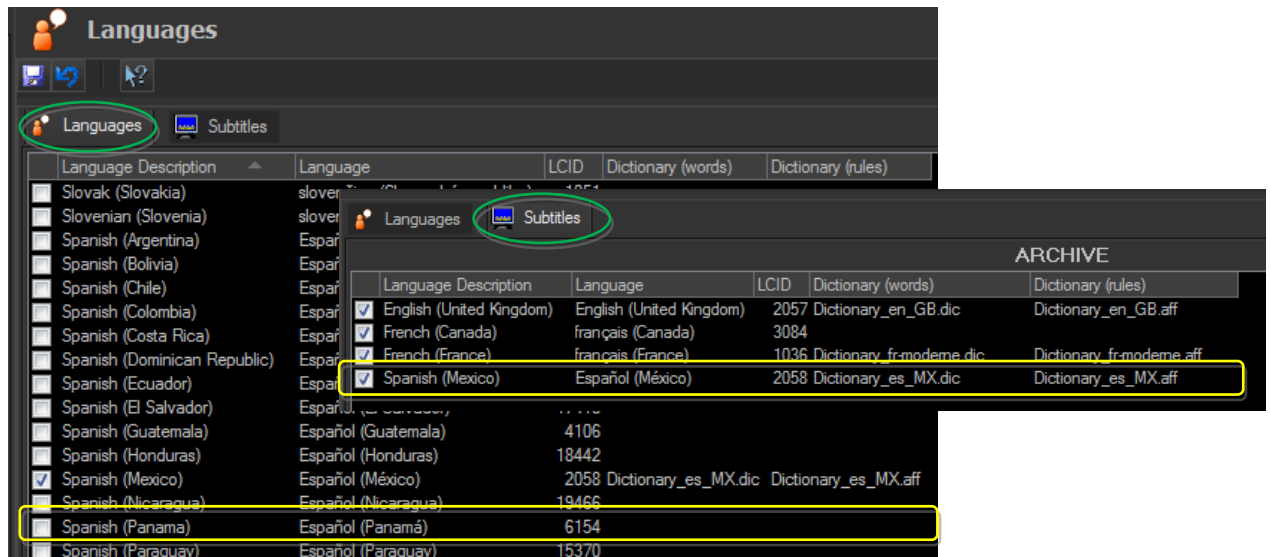 Languages
Languages Subtitles
Language Description Language LCID Dictionary (words) Dictionary (rules)
Slovak (Slovakia)
Slovenian (Slovenia)
Spanish (Argentina)
Spanish (Bolivia)
Spanish (Chile)
Spanish (Colombia)
Spanish (Costa Rica)
Spanish (Dominican Republic)
Spanish (Ecuador)
Spanish (El Salvador)
Spanish (Guatemala) Español (Guatemala) 4106
Spanish (Honduras) Español (Honduras) 18442
Spanish (Mexico) Español (México) 2058 Dictionary_es_MX.dic Dictionary_es_MX.aff
Spanish (Nicaragua) Español (Nicaragua) 19466
Spanish (Panama) Español (Panamá) 6154
Spanish (Paraguay) Español (Paraguay) 15370
Languages Subtitles
ARCHIVE
Language Description Language LCID Dictionary (words) Dictionary (rules)
English (United Kingdom) English (United Kingdom) 2057 Dictionary_en_GB.dic Dictionary_en_GB.aff
French (Canada) français (Canada) 3084
French (France) français (France) 1036 Dictionary_fr-moderne.dic Dictionary_fr-moderne.aff
Spanish (Mexico) Español (México) 2058 Dictionary_es_MX.dic Dictionary_es_MX.aff